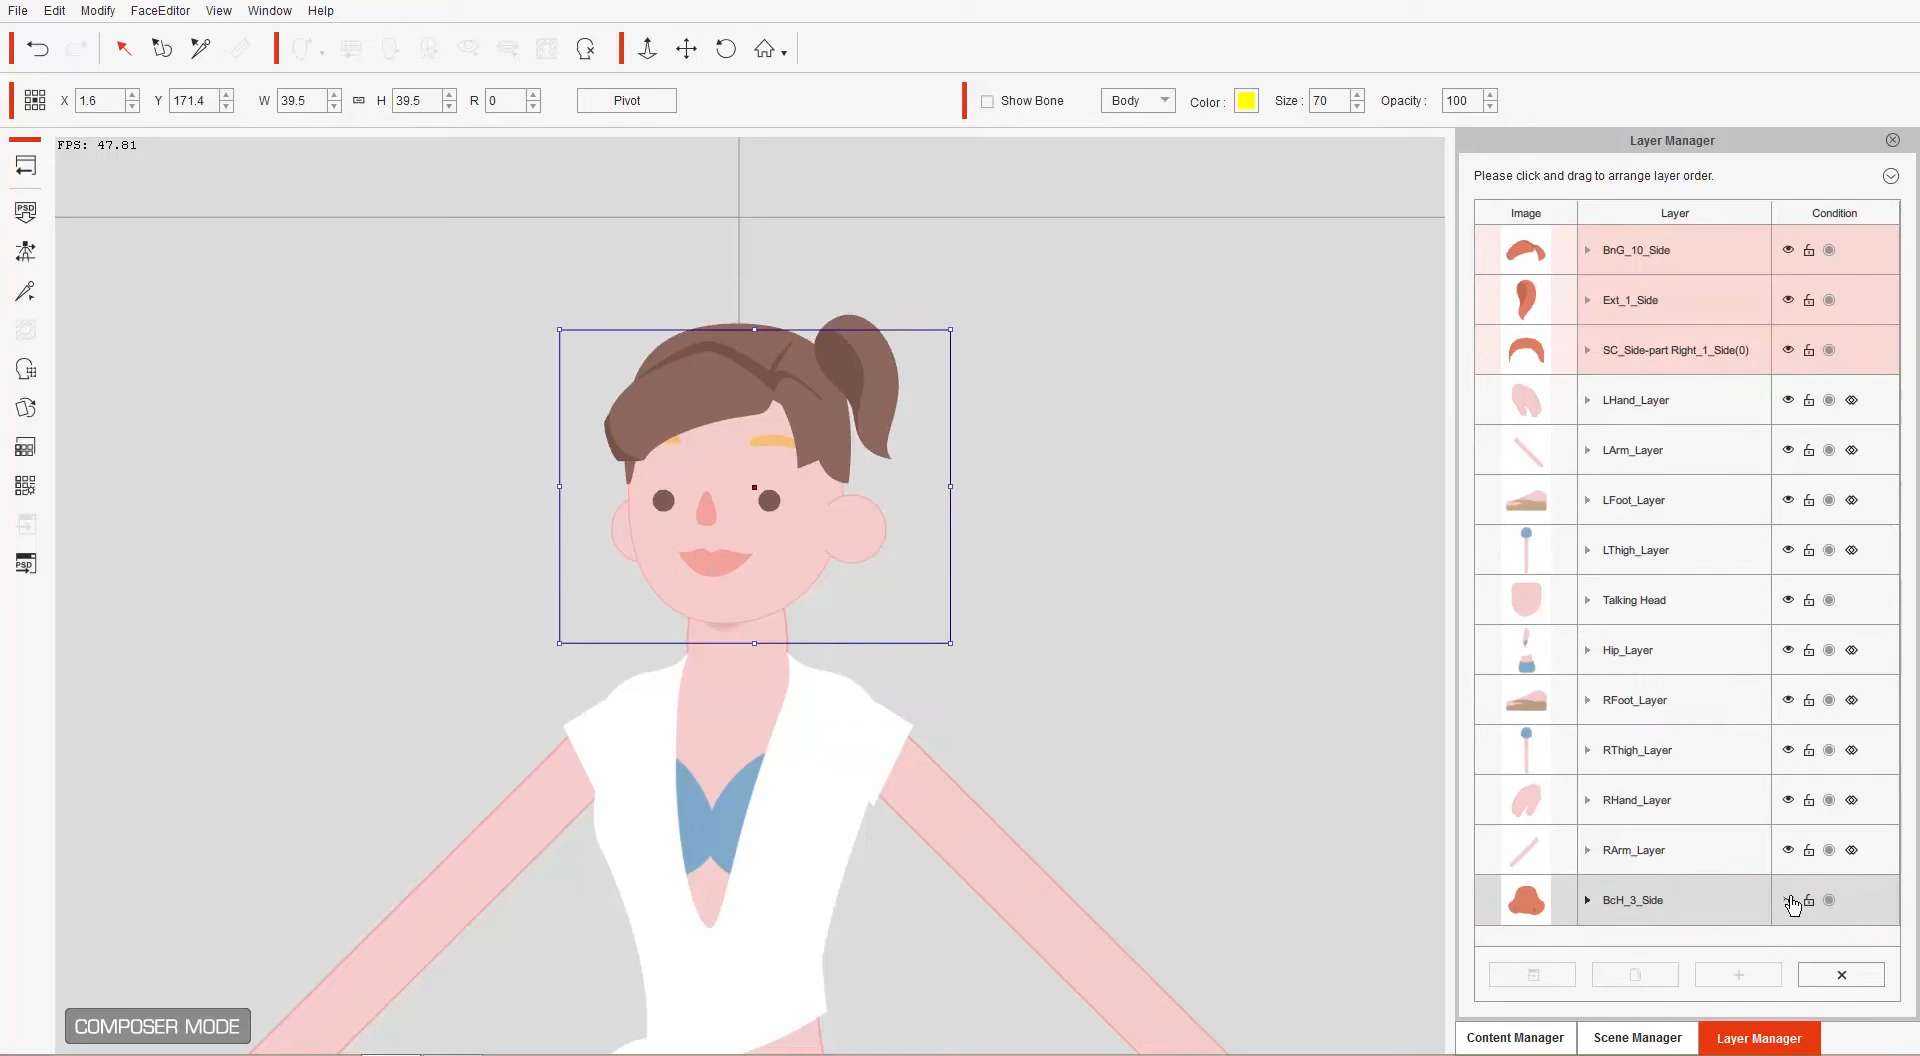 File Edit Modify FaceEditor View Window Help
X 1.6 Y 171.4 W 39.5 H 39.5 R 0 Pivot Show Bone Body Color : Size : 70 Opacity : 100
FPS: 47.81
Layer Manager
Please click and drag to arrange layer order.
Image Layer Condition
BnG_10_Side
Ext_1_Side
SC_Side-part Right_1_Side(0)
LHand_Layer
LArm_Layer
LFoot_Layer
LThigh_Layer
Talking Head
Hip_Layer
RFoot_Layer
RThigh_Layer
RHand_Layer
RArm_Layer
BcH_3_Side
PSD
PSD
COMPOSER MODE
Content Manager Scene Manager Layer Manager